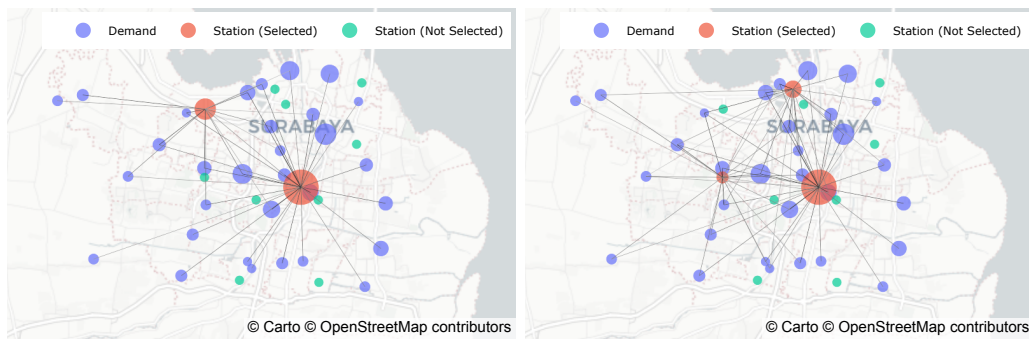 Demand Station (Selected) Station (Not Selected)
SURABAYA
© Carto © OpenStreetMap contributors
Demand Station (Selected) Station (Not Selected)
SURABAYA
© Carto © OpenStreetMap contributors